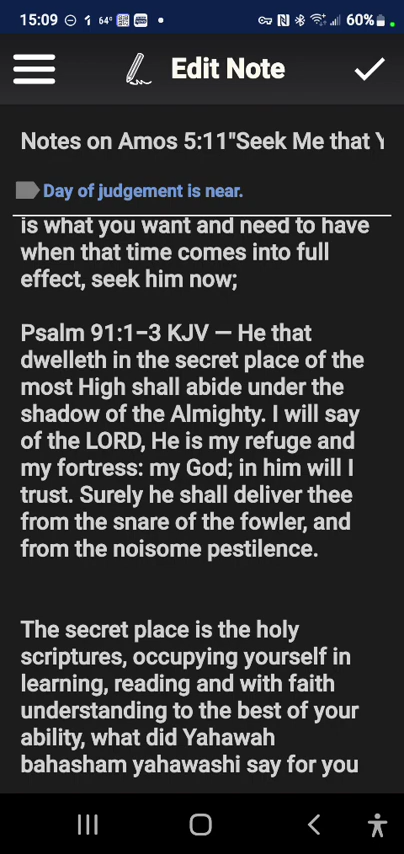 15:09 64° 60%
Edit Note
Notes on Amos 5:11"Seek Me that Y
Day of judgement is near.
is what you want and need to have
when that time comes into full
effect, seek him now;
Psalm 91:1–3 KJV — He that
dwelleth in the secret place of the
most High shall abide under the
shadow of the Almighty. I will say
of the LORD, He is my refuge and
my fortress: my God; in him will I
trust. Surely he shall deliver thee
from the snare of the fowler, and
from the noisome pestilence.
The secret place is the holy
scriptures, occupying yourself in
learning, reading and with faith
understanding to the best of your
ability, what did Yahawah
bahasham yahawashi say for you